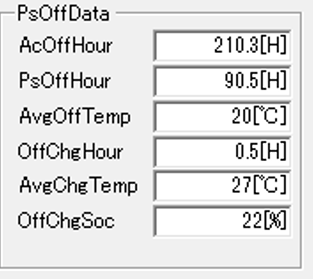 PsOffData
AcOffHour 210.3[H]
PsOffHour 90.5[H]
AvgOffTemp 20[℃]
OffChgHour 0.5[H]
AvgChgTemp 27[℃]
OffChgSoc 22[%]